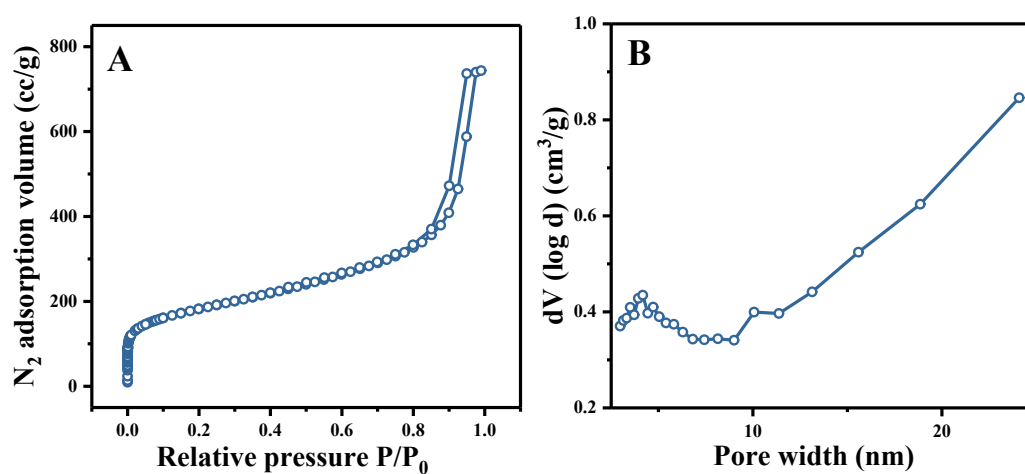 A
N₂ adsorption volume (cc/g)
800
600
400
200
0
0.0 0.2 0.4 0.6 0.8 1.0
Relative pressure P/P₀
B
dV (log d) (cm³/g)
1.0
0.8
0.6
0.4
0.2
10 20
Pore width (nm)